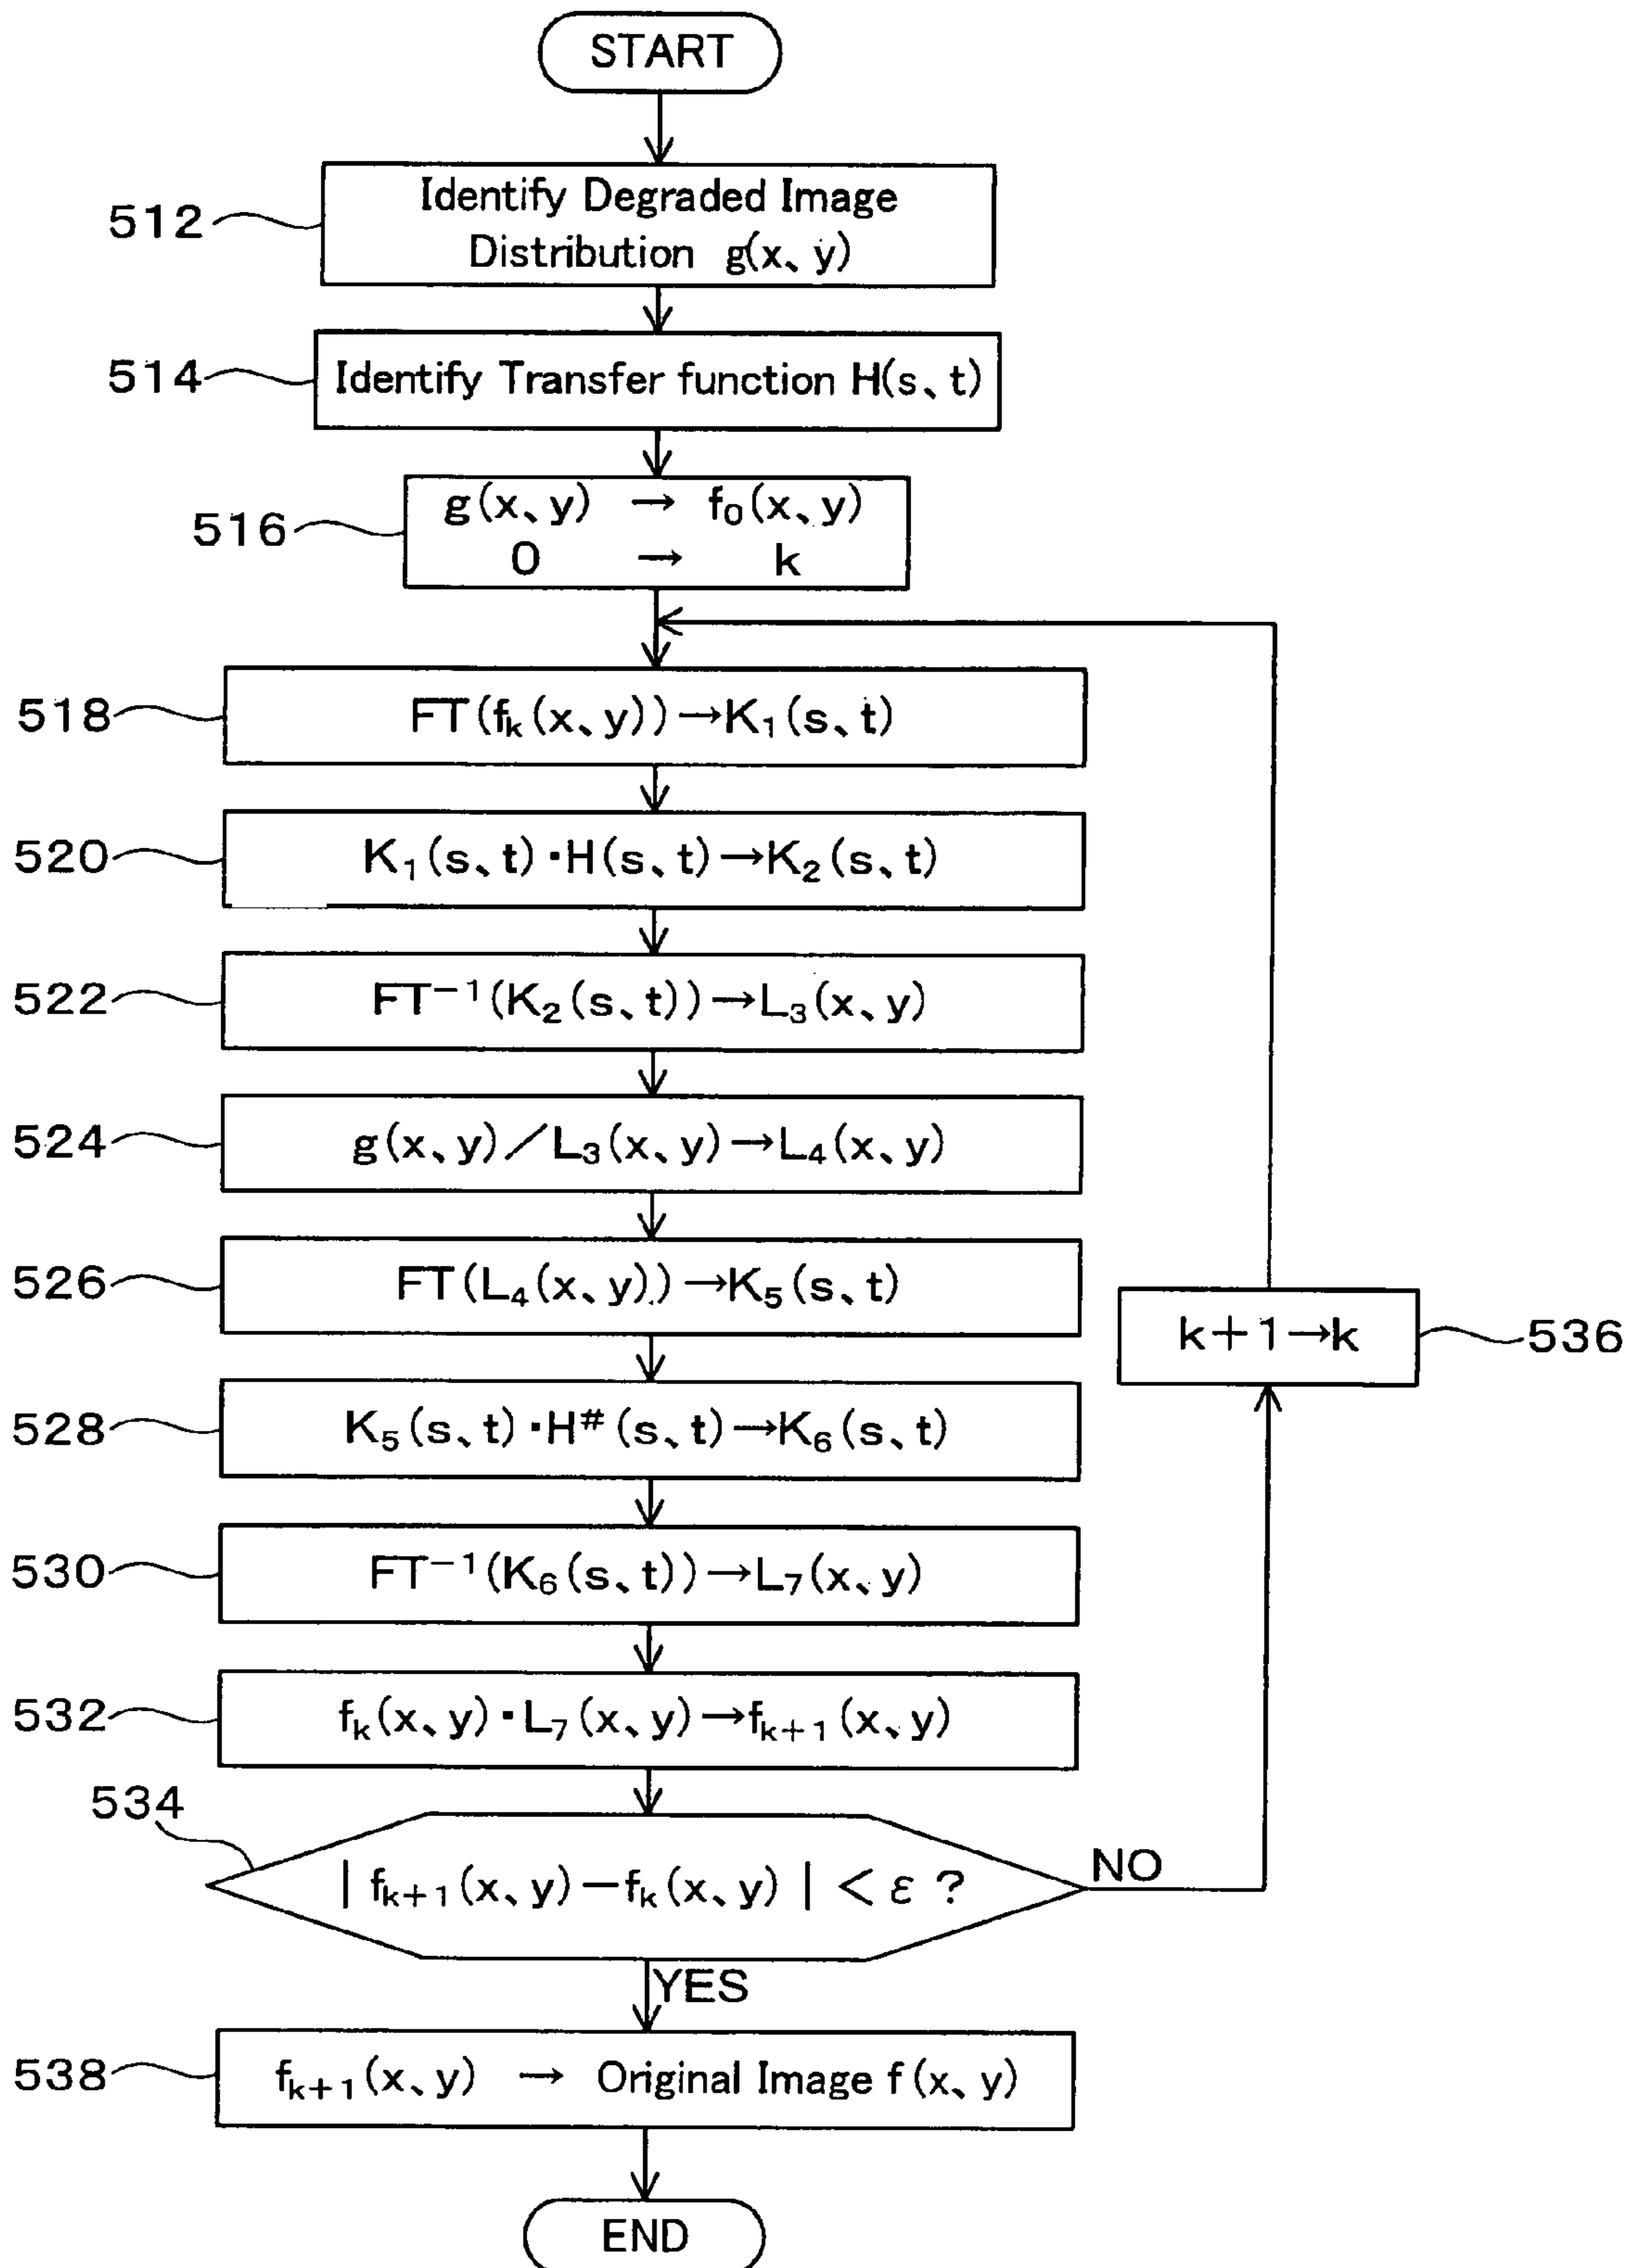 START
512
Identify Degraded Image
Distribution g(x、y)
514
Identify Transfer function H(s、t)
516
g(x、y) → f₀(x、y)
0 → k
518
FT(fₖ(x、y))→K₁(s、t)
520
K₁(s、t)·H(s、t)→K₂(s、t)
522
FT⁻¹(K₂(s、t))→L₃(x、y)
524
g(x、y)／L₃(x、y)→L₄(x、y)
526
FT(L₄(x、y))→K₅(s、t)
528
K₅(s、t)·H^#(s、t)→K₆(s、t)
530
FT⁻¹(K₆(s、t))→L₇(x、y)
532
fₖ(x、y)·L₇(x、y)→fₖ₊₁(x、y)
534
| fₖ₊₁(x、y)−fₖ(x、y) | < ε ?
NO
k+1→k
536
YES
538
fₖ₊₁(x、y) → Original Image f(x、y)
END